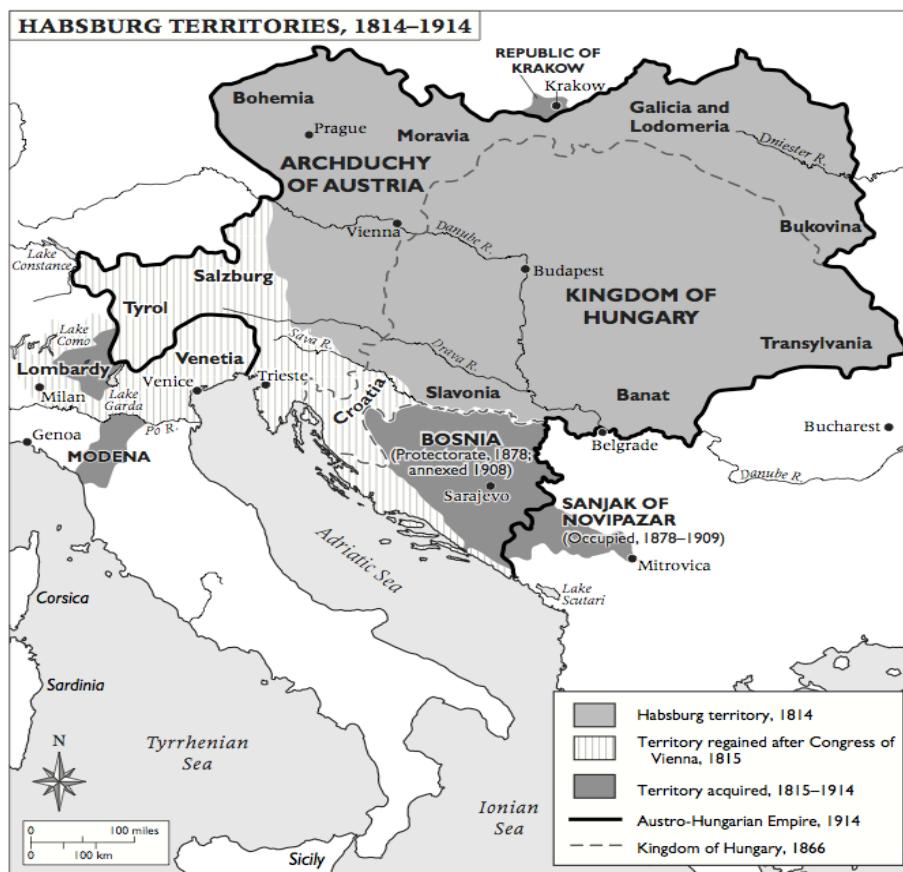 HABSBURG TERRITORIES, 1814–1914
REPUBLIC OF
KRAKOW
Krakow
Bohemia
Prague
Moravia
Galicia and
Lodomeria
Dniester R.
ARCHDUCHY
OF AUSTRIA
Vienna
Danube R.
Bukovina
Lake
Constance
Salzburg
Budapest
Tyrol
KINGDOM OF
HUNGARY
Lake
Como
Sava R.
Drava R.
Transylvania
Lombardy
Venetia
Milan
Lake
Garda
Venice
Trieste
Croatia
Slavonia
Banat
Genoa
Po R.
MODENA
BOSNIA
(Protectorate, 1878;
annexed 1908)
Sarajevo
Belgrade
Bucharest
Danube R.
SANJAK OF
NOVIPAZAR
(Occupied, 1878–1909)
Mitrovica
Adriatic Sea
Lake
Scutari
Corsica
Sardinia
Tyrrhenian
Sea
Ionian
Sea
Sicily
N
0 100 miles
0 100 km
Habsburg territory, 1814
Territory regained after Congress of
Vienna, 1815
Territory acquired, 1815–1914
Austro-Hungarian Empire, 1914
Kingdom of Hungary, 1866